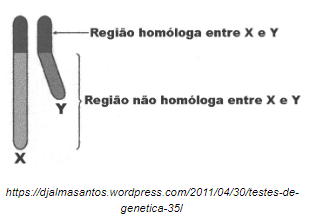 Região homóloga entre X e Y
Região não homóloga entre X e Y
Y
X
https://djalmasantos.wordpress.com/2011/04/30/testes-de-
genetica-35/